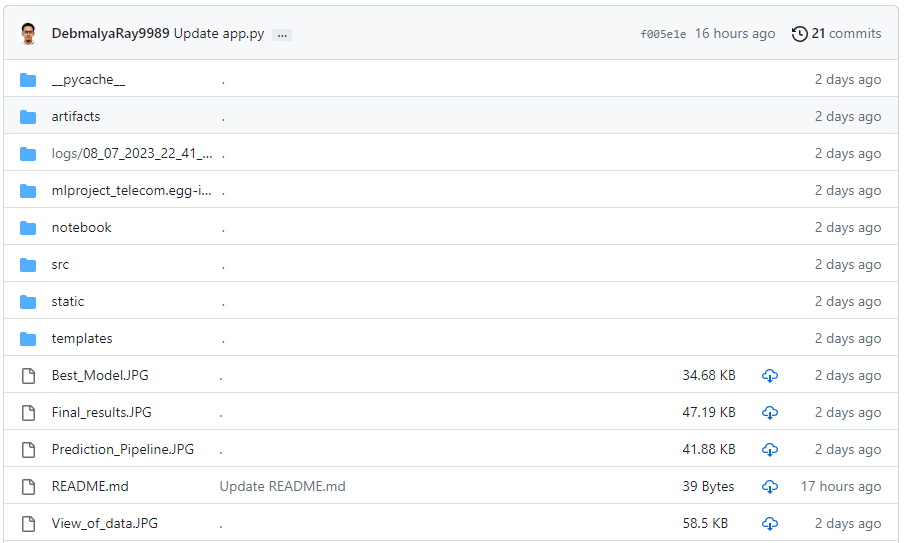 DebmalyaRay9989 Update app.py ... f005e1e 16 hours ago 21 commits
__pycache__ . 2 days ago
artifacts . 2 days ago
logs/08_07_2023_22_41_... . 2 days ago
mlproject_telecom.egg-i... . 2 days ago
notebook . 2 days ago
src . 2 days ago
static . 2 days ago
templates . 2 days ago
Best_Model.JPG . 34.68 KB 2 days ago
Final_results.JPG . 47.19 KB 2 days ago
Prediction_Pipeline.JPG . 41.88 KB 2 days ago
README.md Update README.md 39 Bytes 17 hours ago
View_of_data.JPG . 58.5 KB 2 days ago